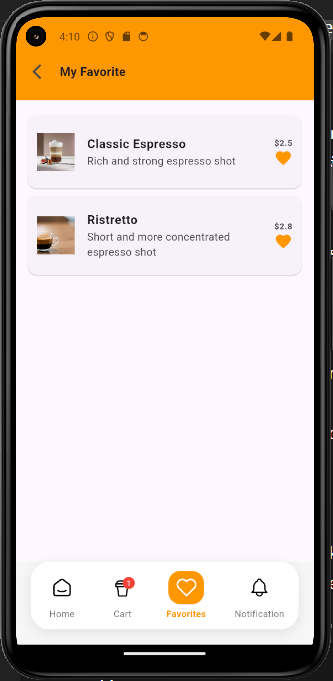 4:10
My Favorite
Classic Espresso
$2.5
Rich and strong espresso shot
Ristretto
$2.8
Short and more concentrated
espresso shot
1
Home
Cart
Favorites
Notification